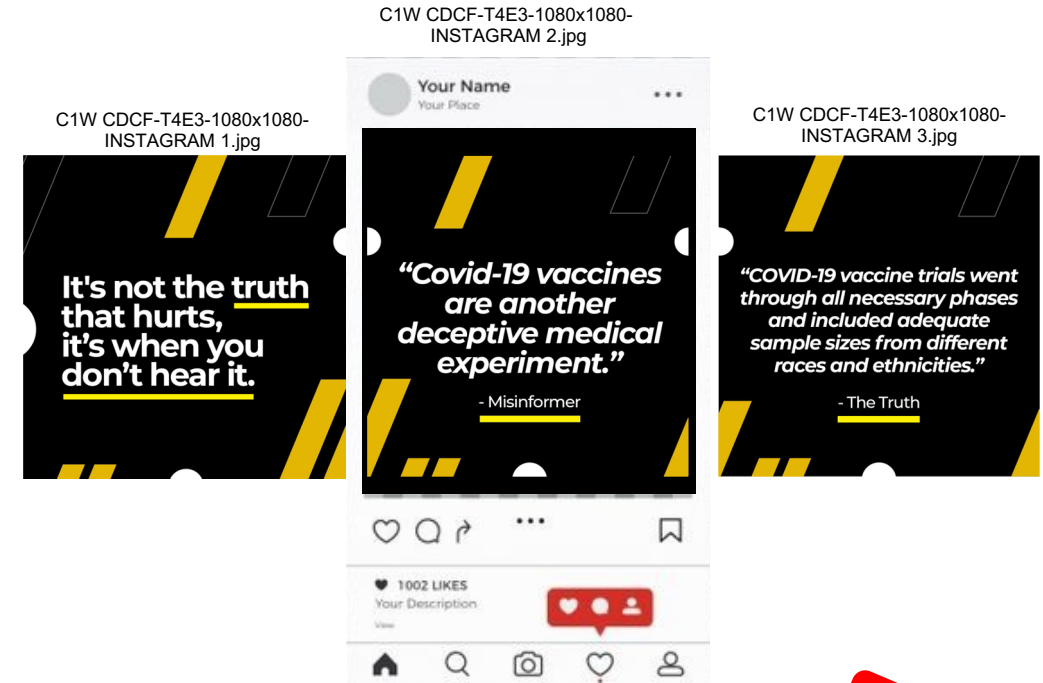 C1W CDCF-T4E3-1080x1080-
INSTAGRAM 1.jpg
It's not the truth
that hurts,
it's when you
don't hear it.
C1W CDCF-T4E3-1080x1080-
INSTAGRAM 2.jpg
Your Name
Your Place
“Covid-19 vaccines
are another
deceptive medical
experiment.”
- Misinformer
1002 LIKES
Your Description
View
C1W CDCF-T4E3-1080x1080-
INSTAGRAM 3.jpg
“COVID-19 vaccine trials went
through all necessary phases
and included adequate
sample sizes from different
races and ethnicities.”
- The Truth